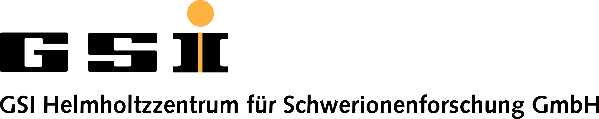 GSI
GSI Helmholtzzentrum für Schwerionenforschung GmbH